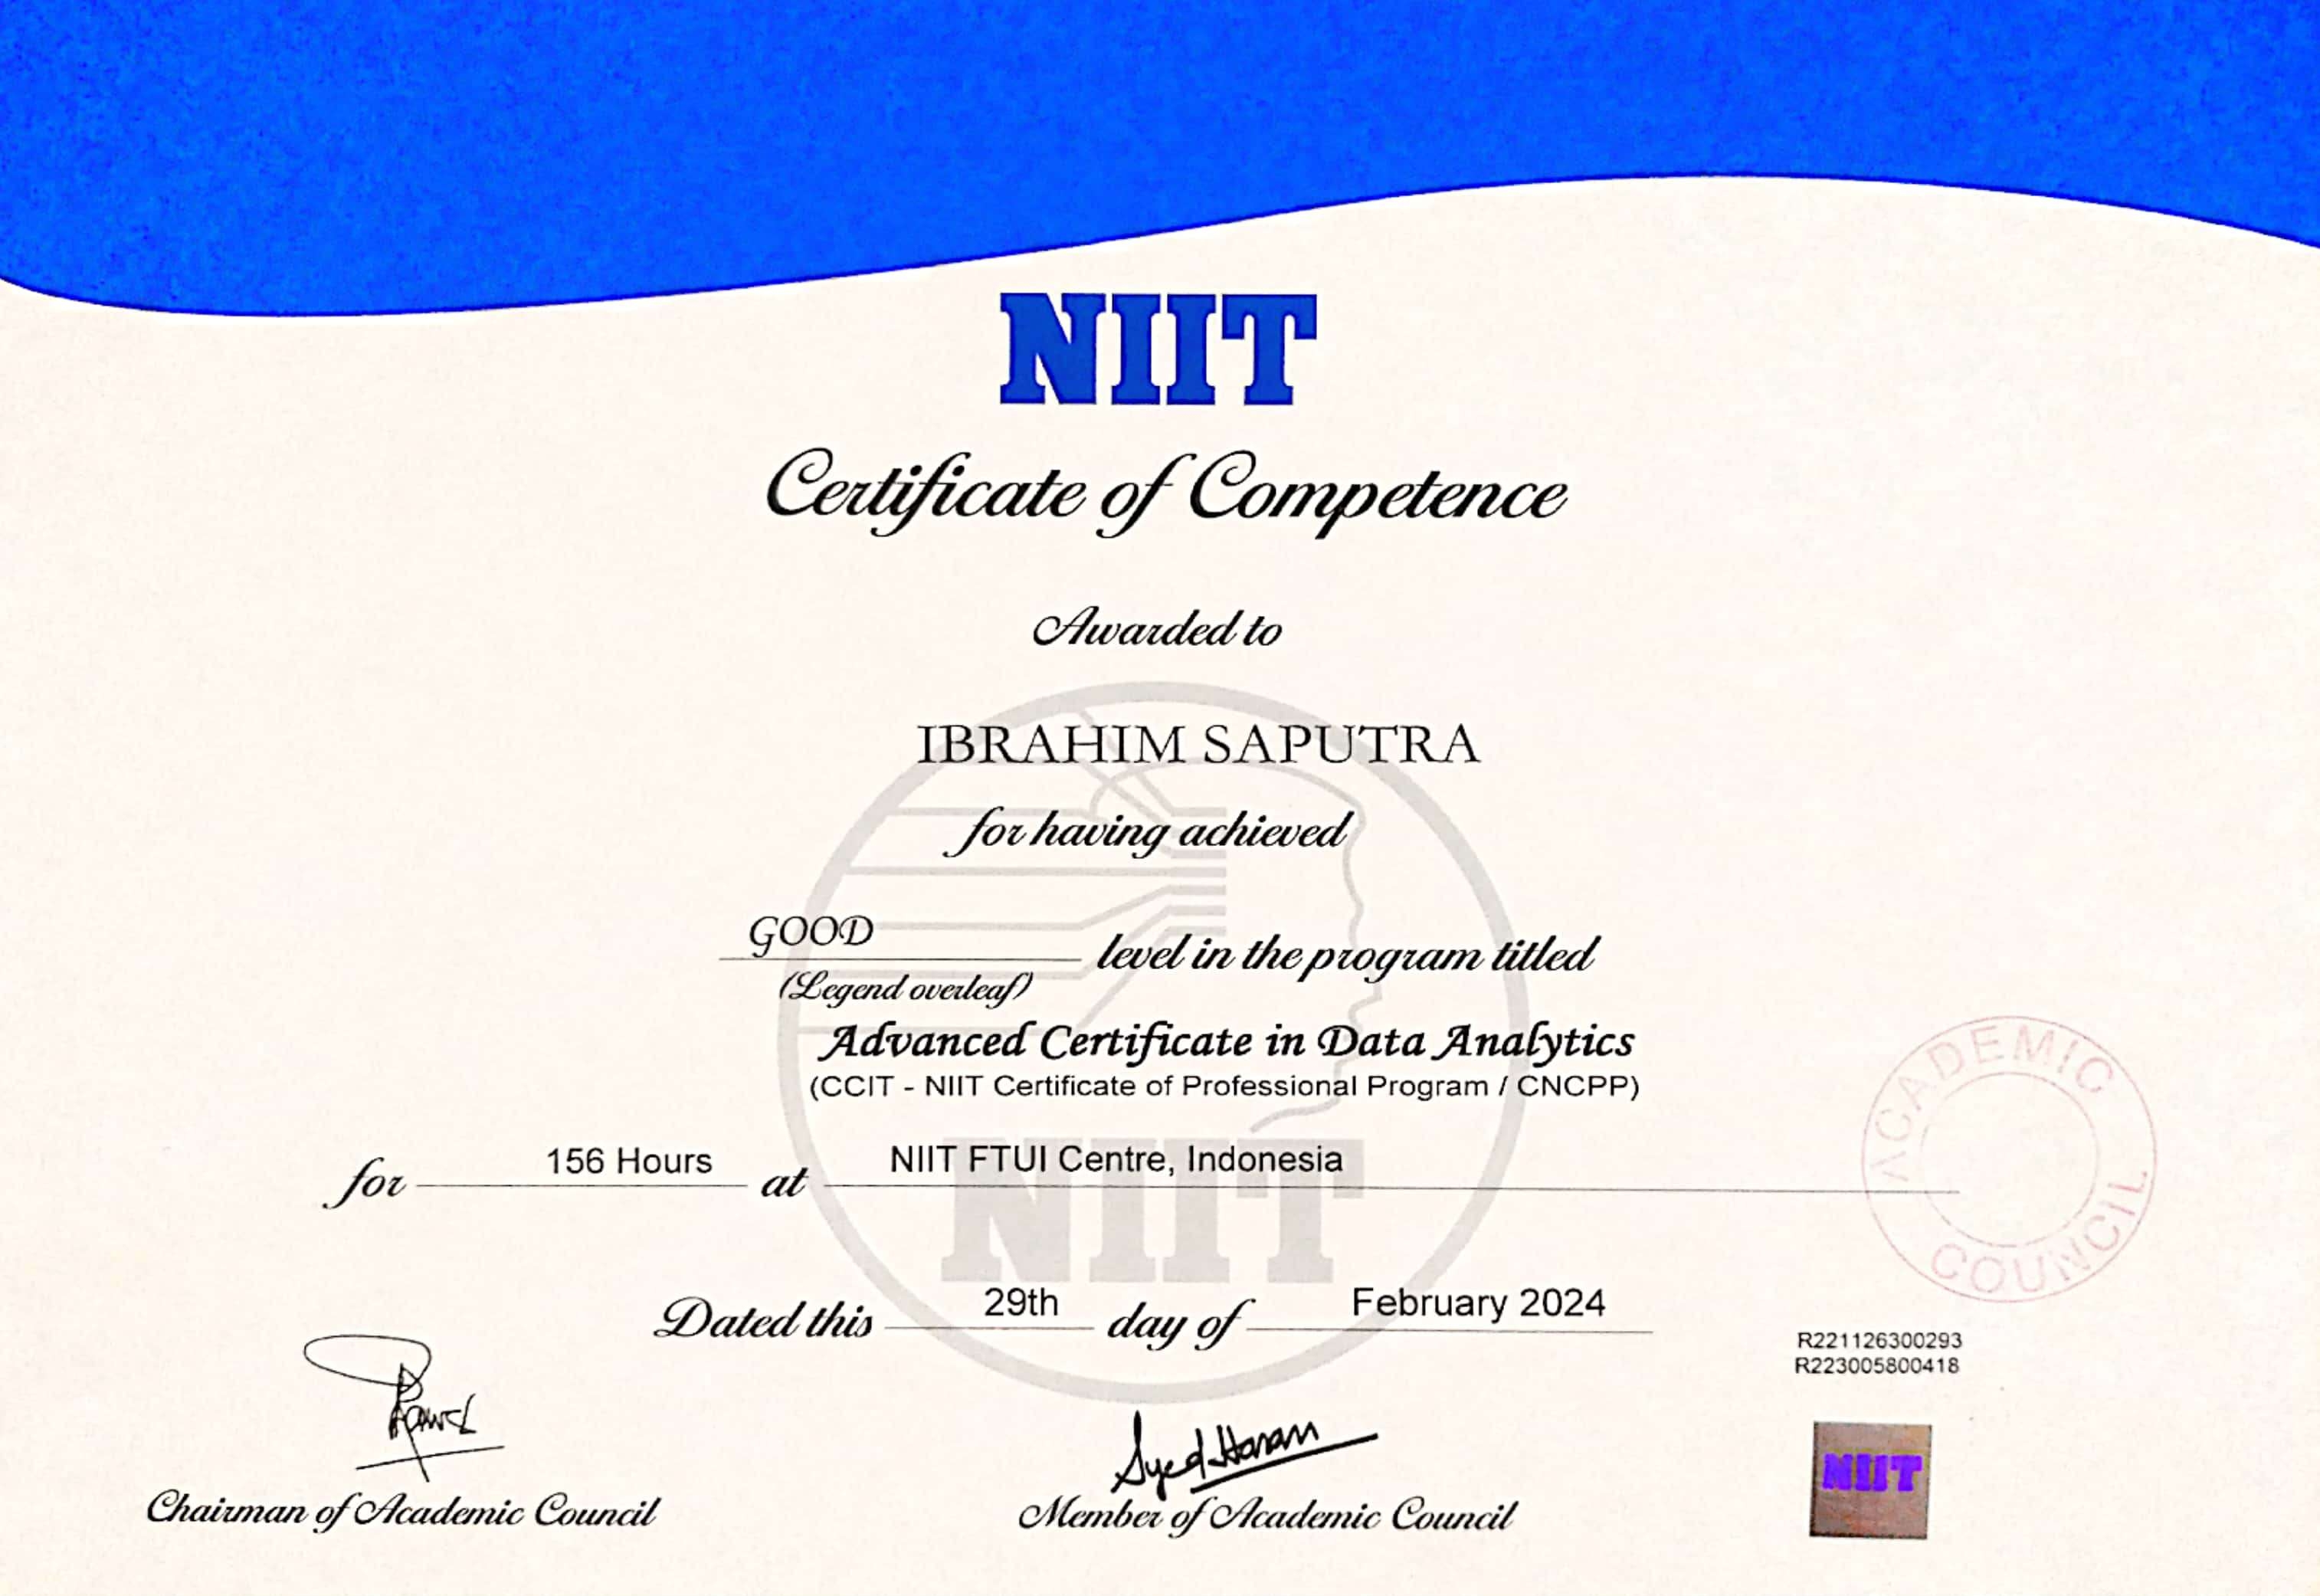 NIIT
Certificate of Competence
Awarded to
IBRAHIM SAPUTRA
for having achieved
GOOD level in the program titled
(Legend overleaf)
Advanced Certificate in Data Analytics
(CCIT - NIIT Certificate of Professional Program / CNCPP)
for 156 Hours at NIIT FTUI Centre, Indonesia
NIIT
ACADEMIC COUNCIL
Dated this 29th day of February 2024
R221126300293
R223005800418
Syed Hasan
NIIT
Chairman of Academic Council
Member of Academic Council